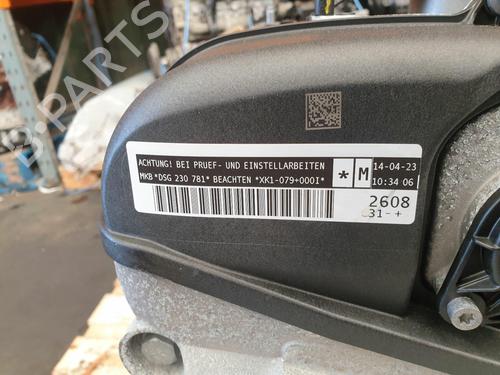 ACHTUNG! BEI PRUEF- UND EINSTELLARBEITEN
MKB *DSG 230 781* BEACHTEN *XK1-079+000I*
* M
14-04-23
10:34 06
2608
31-+
B-Parts